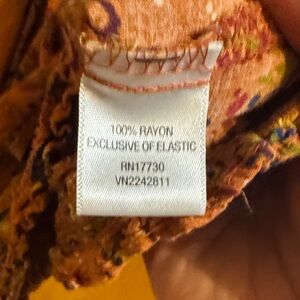 100% RAYON
EXCLUSIVE OF ELASTIC
RN17730
VN2242811